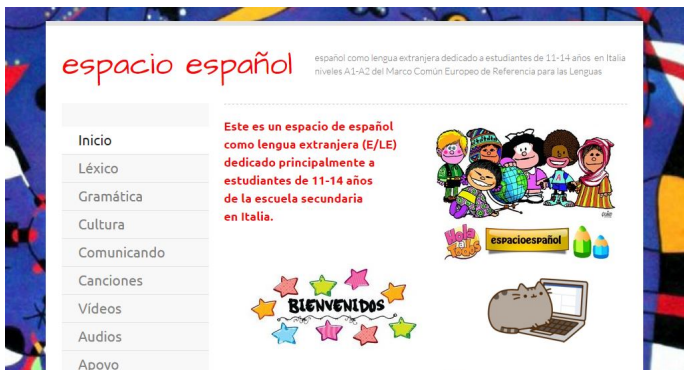 espacio español
español como lengua extranjera dedicado a estudiantes de 11-14 años en Italia
niveles A1-A2 del Marco Común Europeo de Referencia para las Lenguas
Inicio
Léxico
Gramática
Cultura
Comunicando
Canciones
Vídeos
Audios
Apoyo
Este es un espacio de español
como lengua extranjera (E/LE)
dedicado principalmente a
estudiantes de 11-14 años
de la escuela secundaria
en Italia.
Hola
a
Todos
espacioespañol
BIENVENIDOS